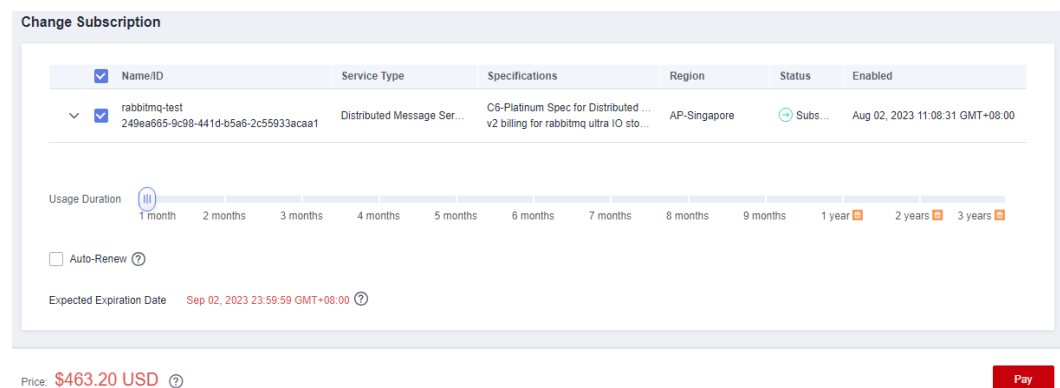 Change Subscription
Name/ID Service Type Specifications Region Status Enabled
rabbitmq-test
249ea665-9c98-441d-b5a6-2c55933acaa1
Distributed Message Ser...
C6-Platinum Spec for Distributed ...
v2 billing for rabbitmq ultra IO sto...
AP-Singapore
Subs...
Aug 02, 2023 11:08:31 GMT+08:00
Usage Duration
1 month 2 months 3 months 4 months 5 months 6 months 7 months 8 months 9 months 1 year 2 years 3 years
Auto-Renew ?
Expected Expiration Date Sep 02, 2023 23:59:59 GMT+08:00 ?
Price: $463.20 USD ?
Pay